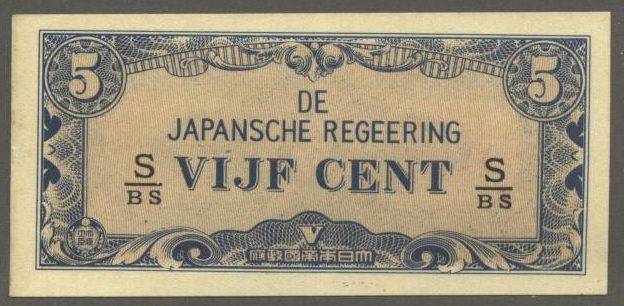 5 5
DE
JAPANSCHE REGEERING
S VIJF CENT S
BS BS
V
大日本帝國政府